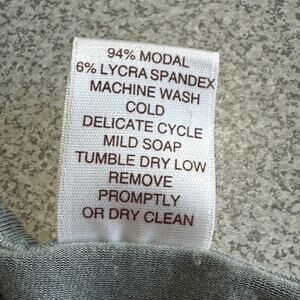 94% MODAL
6% LYCRA SPANDEX
MACHINE WASH
COLD
DELICATE CYCLE
MILD SOAP
TUMBLE DRY LOW
REMOVE
PROMPTLY
OR DRY CLEAN